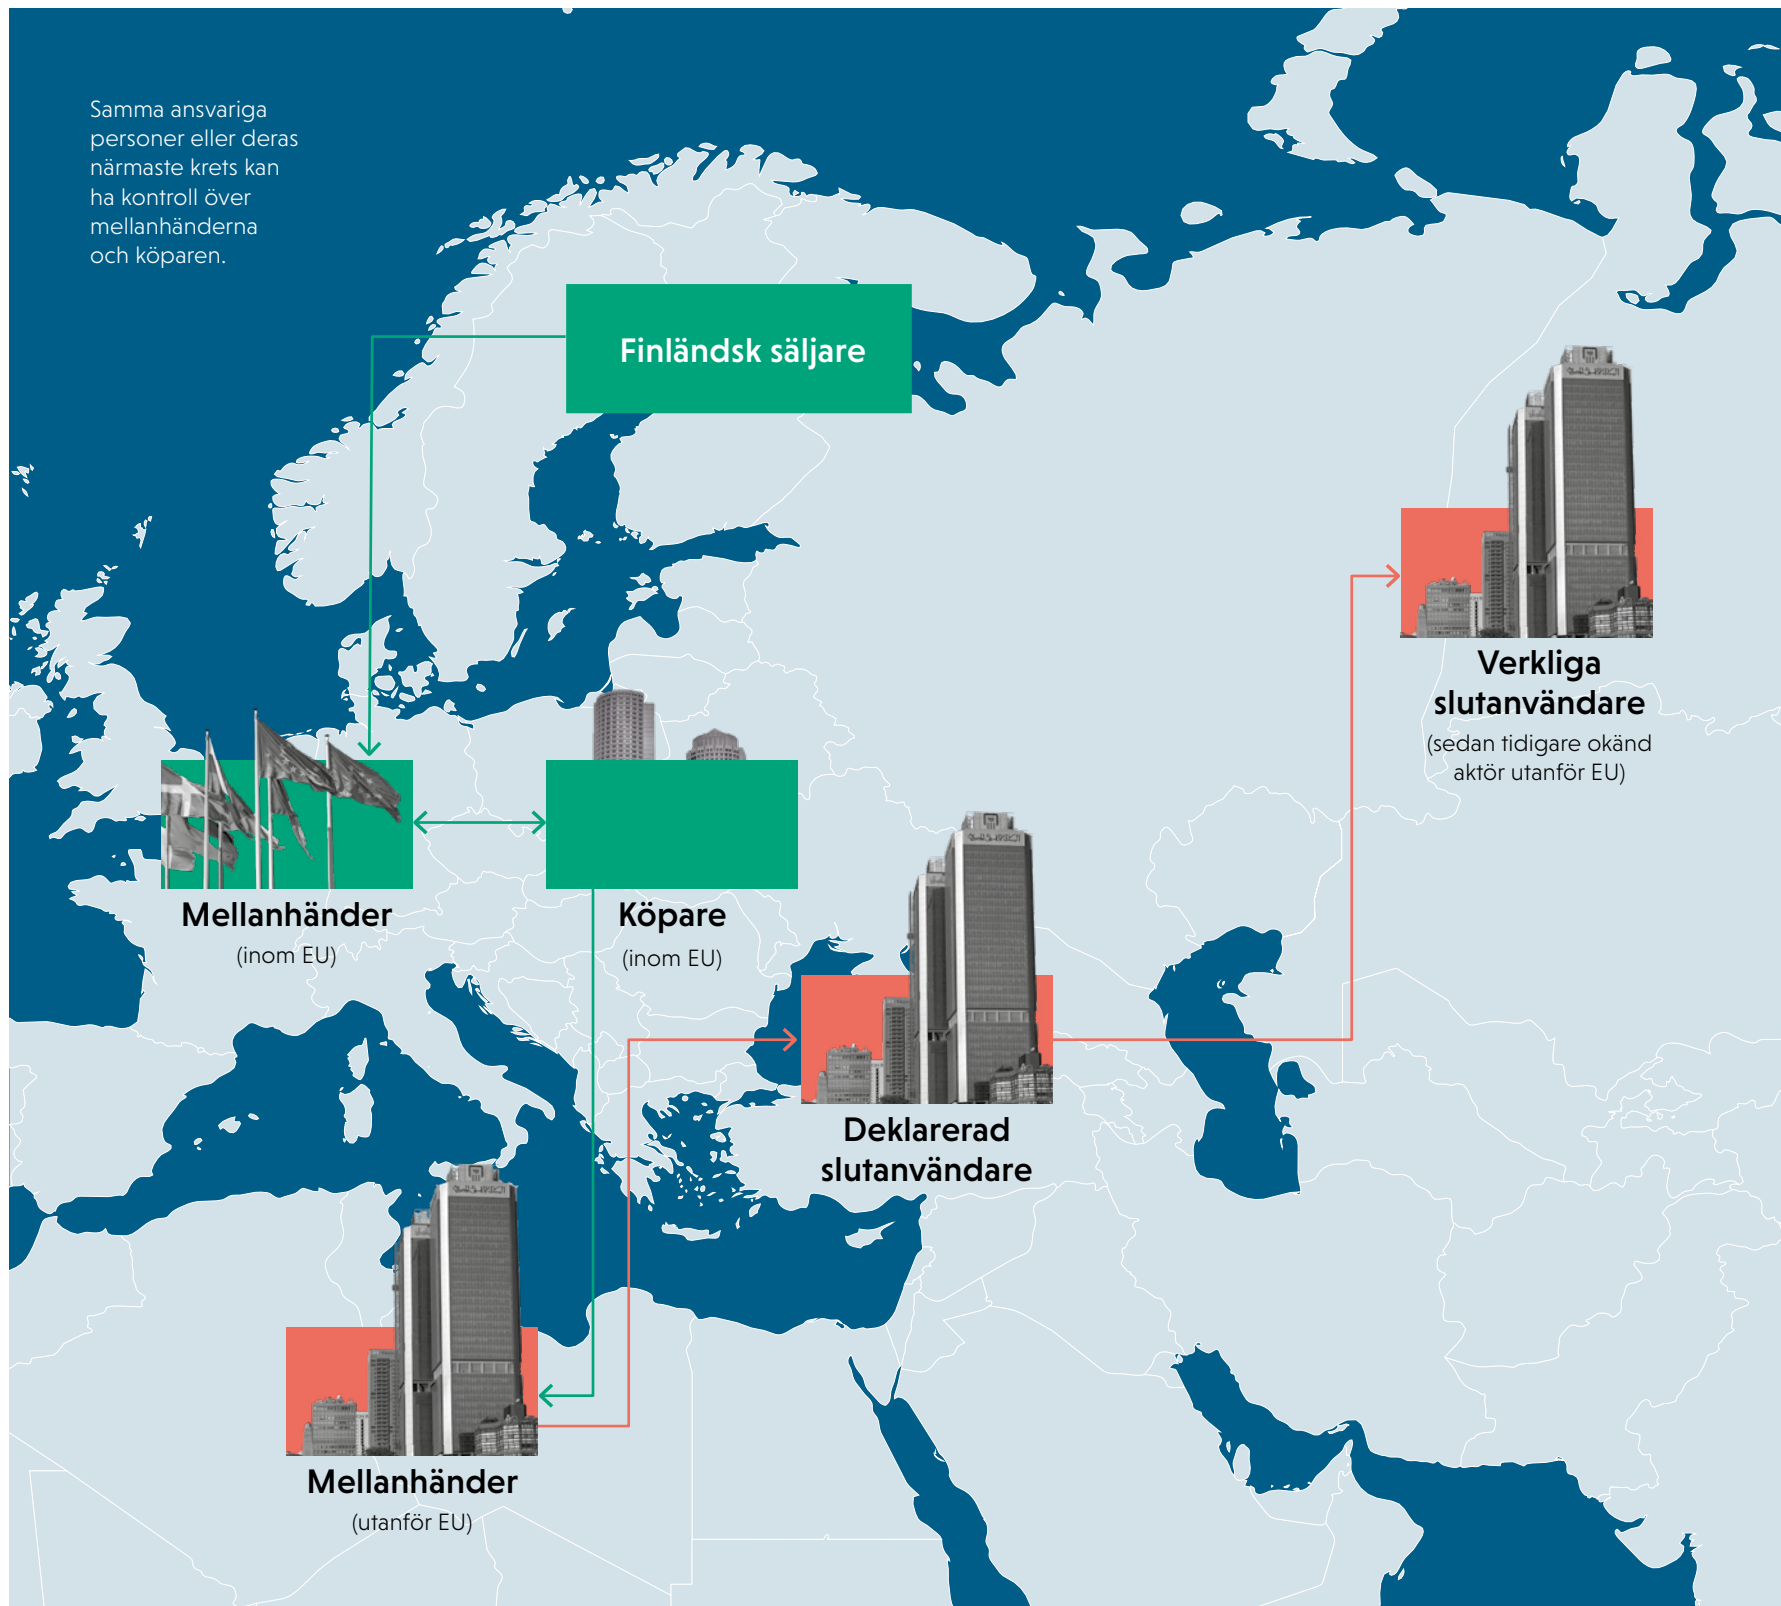 Samma ansvariga
personer eller deras
närmaste krets kan
ha kontroll över
mellanhänderna
och köparen.
Finländsk säljare
Verkliga
slutanvändare
(sedan tidigare okänd
aktör utanför EU)
Mellanhänder
(inom EU)
Köpare
(inom EU)
Deklarerad
slutanvändare
Mellanhänder
(utanför EU)